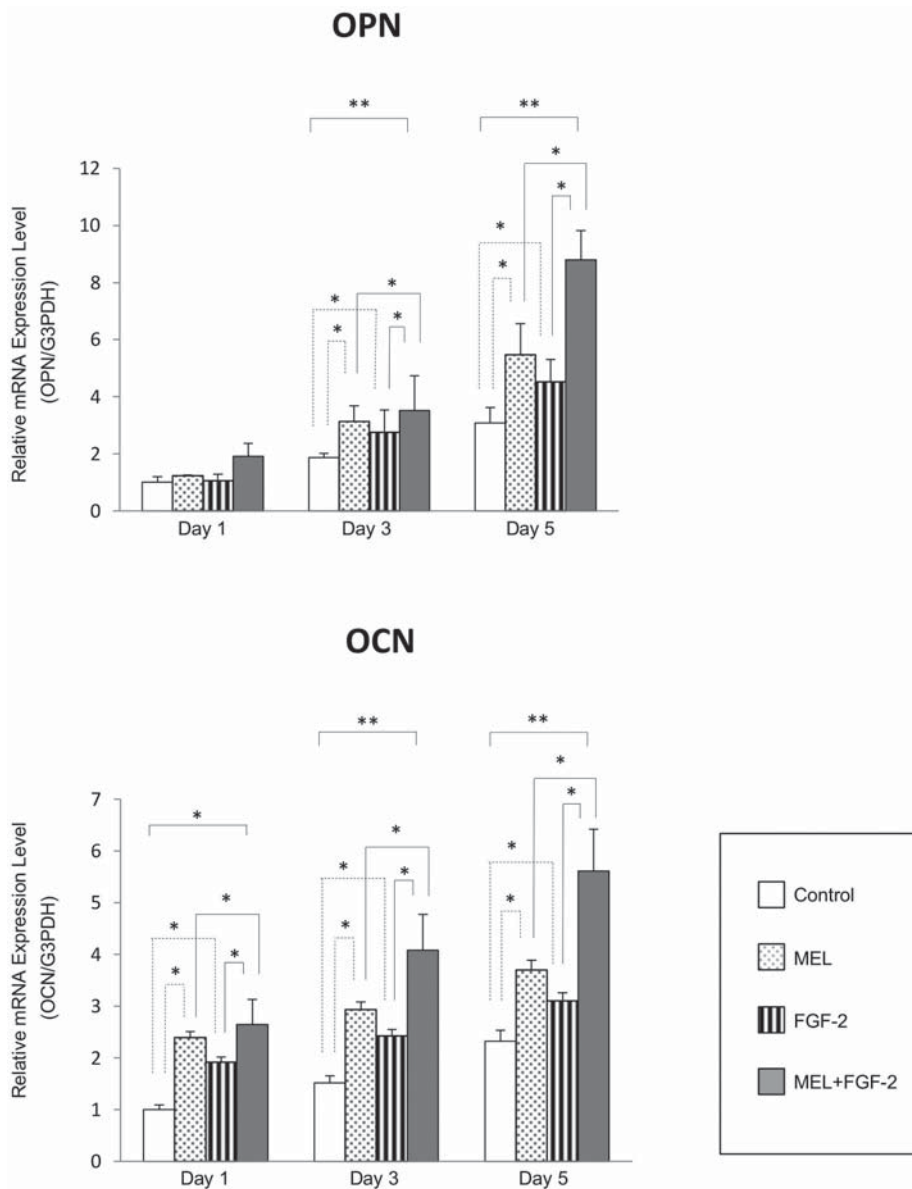 OPN
** **
*
*
*
*
* *
* *
12
10
8
6
4
2
0
Relative mRNA Expression Level
(OPN/G3PDH)
Day 1 Day 3 Day 5
OCN
** **
*
* *
* *
* * *
* * *
* *
7
6
5
4
3
2
1
0
Relative mRNA Expression Level
(OCN/G3PDH)
Day 1 Day 3 Day 5
Control
MEL
FGF-2
MEL+FGF-2